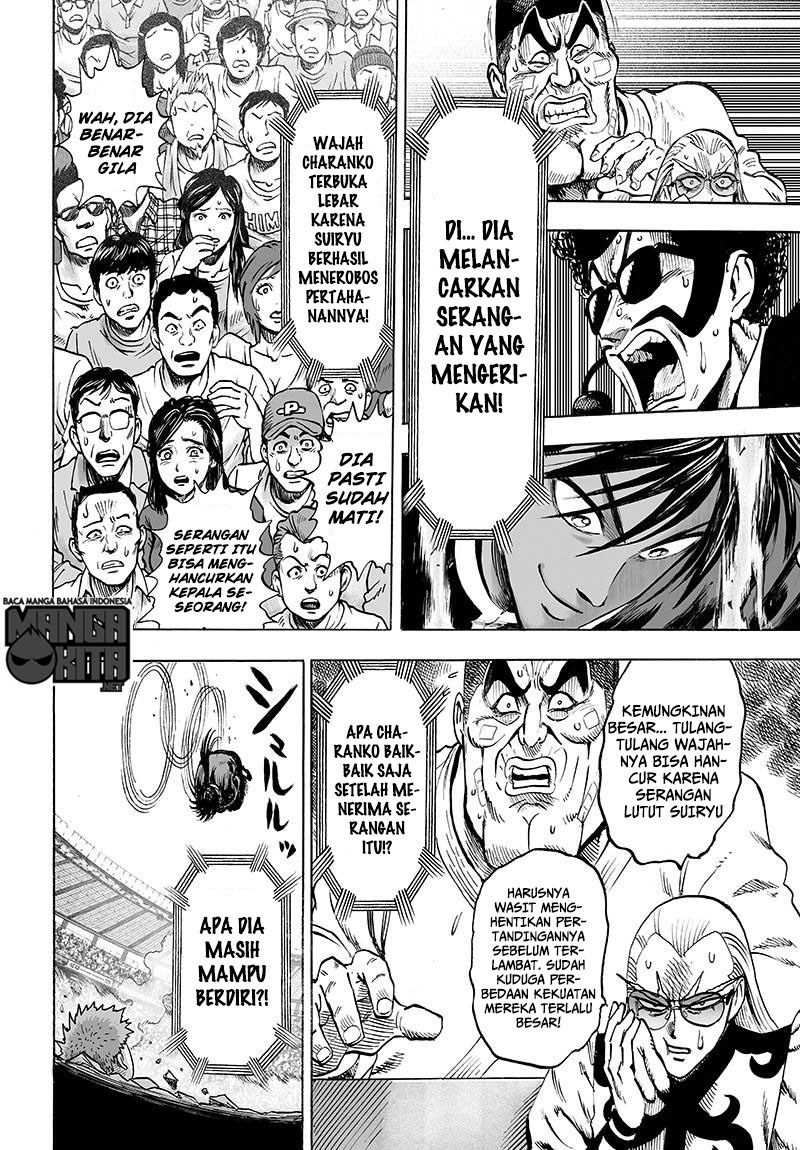 DI... DIA
MELAN-
CARKAN
SERANG-
AN YANG
MENGERI-
KAN!
WAJAH
CHARANKO
TERBUKA
LEBAR
KARENA
SUIRYU
BERHASIL
MENEROBOS
PERTAHA-
NANNYA!
WAH, DIA
BENAR-
BENAR
GILA
HIM
P
DIA
PASTI
SUDAH
MATI!
SERANGAN
SEPERTI ITU
BISA MENG-
HANCURKAN
KEPALA SE-
SEORANG!
BACA MANGA BAHASA INDONESIA
MANGA
KITA
KEMUNGKINAN
BESAR... TULANG-
TULANG WAJAH-
NYA BISA HAN-
CUR KARENA
SERANGAN
LUTUT SUIRYU
APA CHA-
RANKO BAIK-
BAIK SAJA
SETELAH ME-
NERIMA SE-
RANGAN
ITU!?
HARUSNYA
WASIT MENG-
HENTIKAN PER-
TANDINGANNYA
SEBELUM TER-
LAMBAT. SUDAH
KUDUGA PER-
BEDAAN KEKUATAN
MEREKA TERLALU
BESAR!
シュルルルッ
APA DIA
MASIH
MAMPU
BERDIRI?!